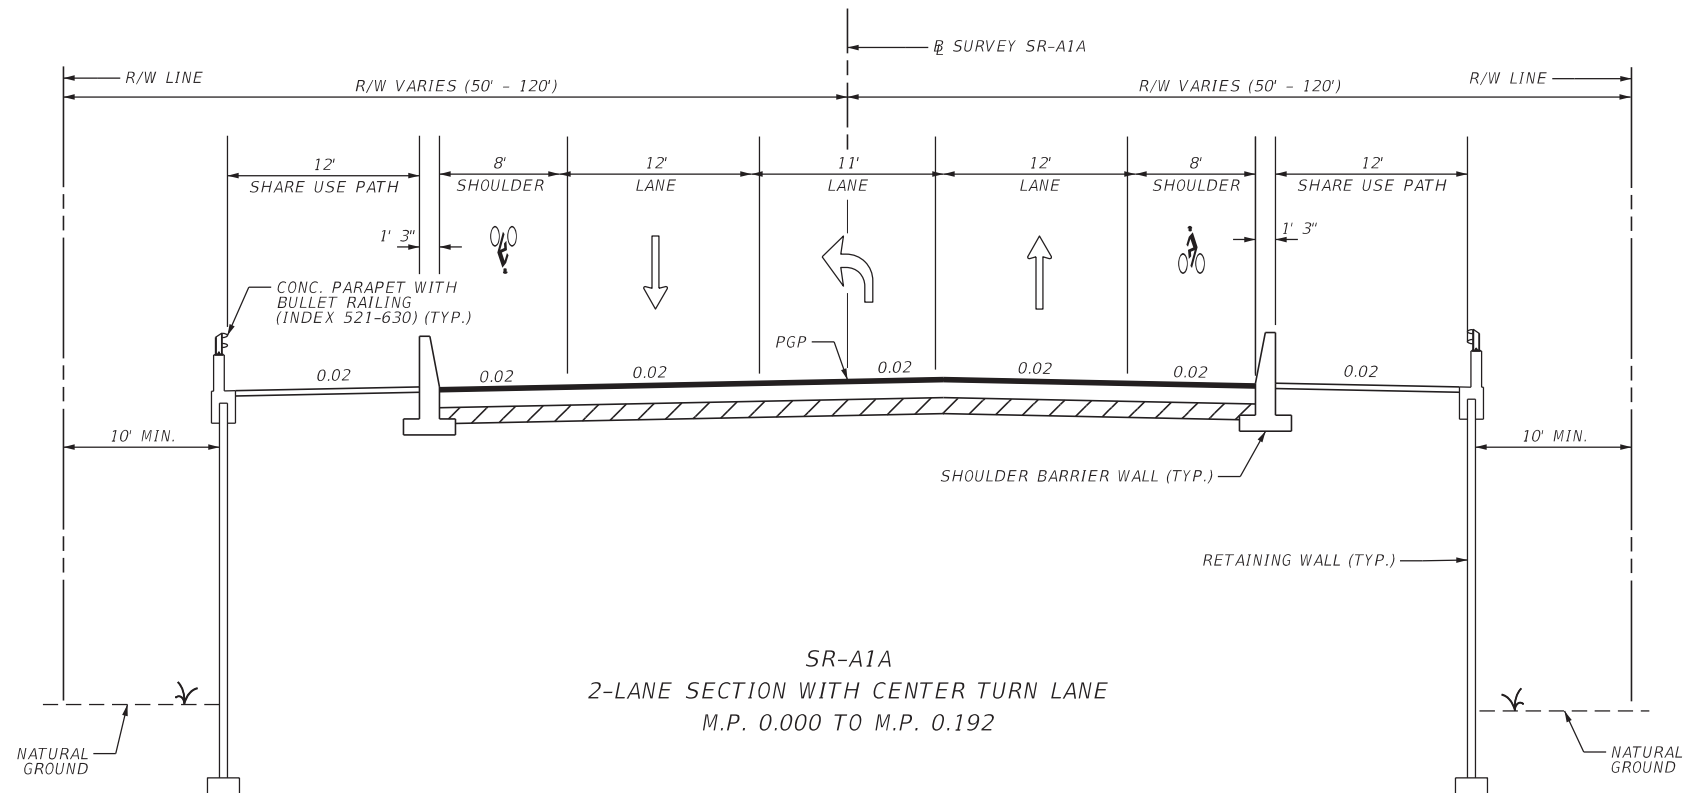 ℄ SURVEY SR-A1A
R/W LINE
R/W LINE
R/W VARIES (50' - 120')
R/W VARIES (50' - 120')
12'
8'
12'
11'
12'
8'
12'
SHARE USE PATH
SHOULDER
LANE
LANE
LANE
SHOULDER
SHARE USE PATH
1' 3"
1' 3"
CONC. PARAPET WITH
BULLET RAILING
(INDEX 521-630) (TYP.)
PGP
0.02
0.02
0.02
0.02
0.02
0.02
0.02
10' MIN.
10' MIN.
SHOULDER BARRIER WALL (TYP.)
RETAINING WALL (TYP.)
SR-A1A
2-LANE SECTION WITH CENTER TURN LANE
M.P. 0.000 TO M.P. 0.192
NATURAL
GROUND
NATURAL
GROUND